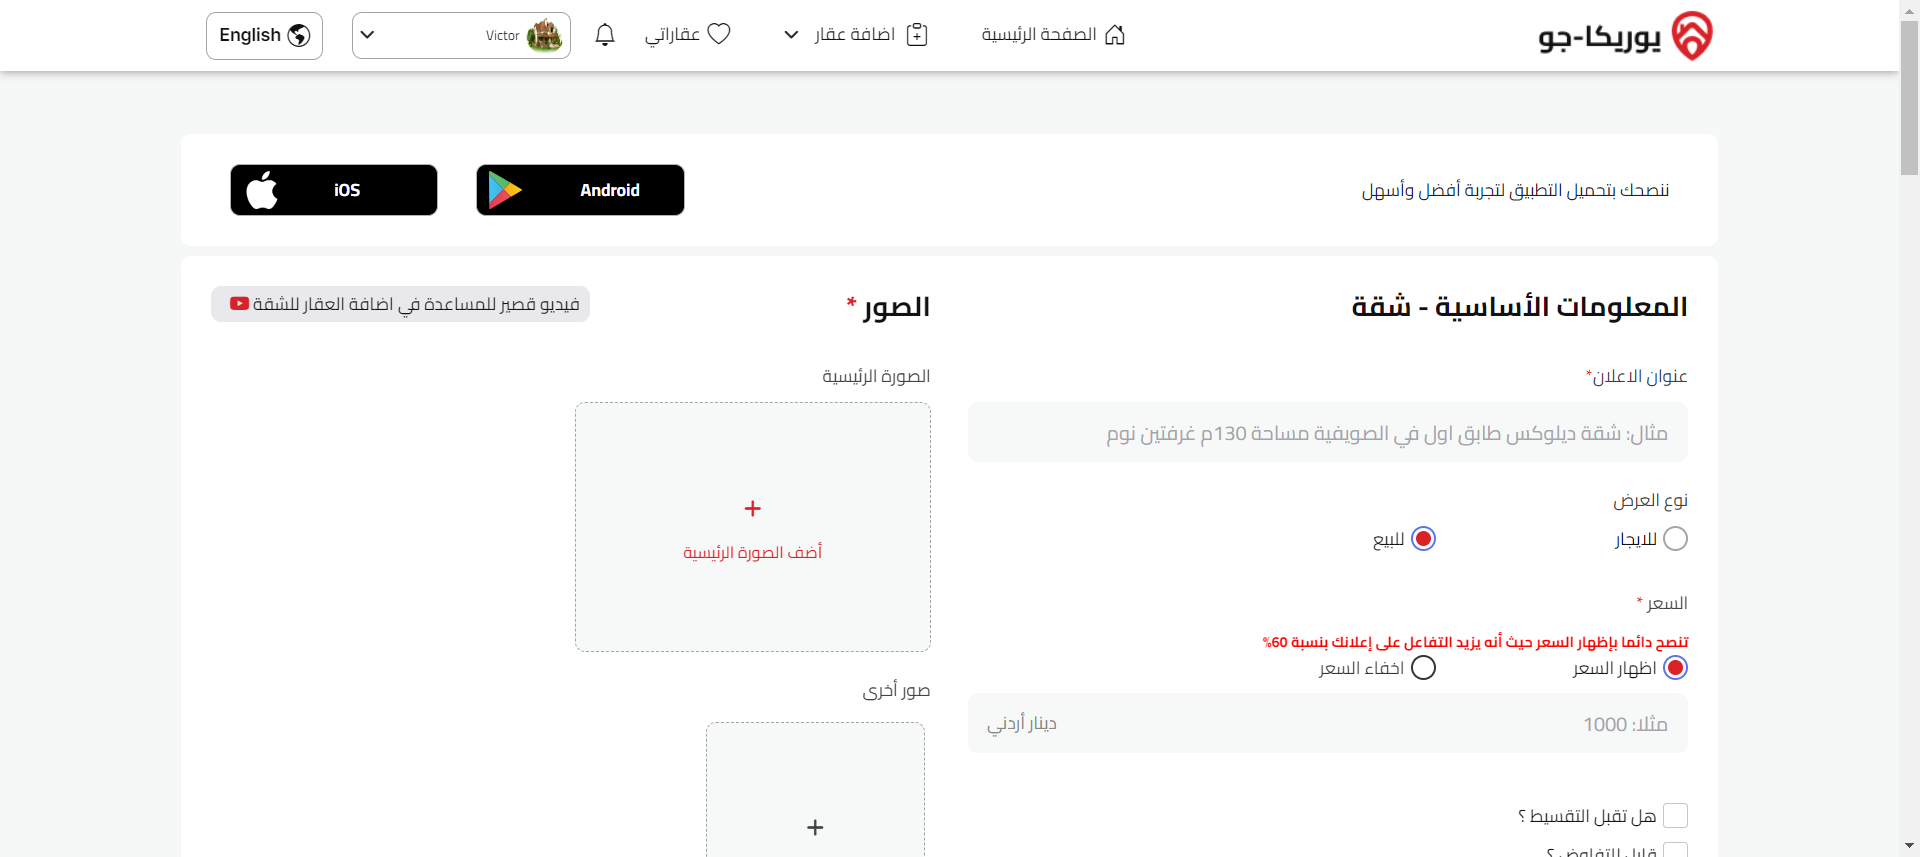 يوريكا-جو
الصفحة الرئيسية
اضافة عقار
عقاراتي
Victor
English
ننصحك بتحميل التطبيق لتجربة أفضل وأسهل
Android
iOS
المعلومات الأساسية - شقة
عنوان الاعلان*
مثال: شقة ديلوكس طابق اول في الصويفية مساحة 130م غرفتين نوم
نوع العرض
للايجار
للبيع
السعر *
تنصح دائما بإظهار السعر حيث أنه يزيد التفاعل على إعلانك بنسبة 60%
اظهار السعر
اخفاء السعر
مثلا: 1000
دينار أردني
هل تقبل التقسيط ؟
قابل للتفاوض ؟
الصور *
فيديو قصير للمساعدة في اضافة العقار للشقة
الصورة الرئيسية
+
أضف الصورة الرئيسية
صور أخرى
+